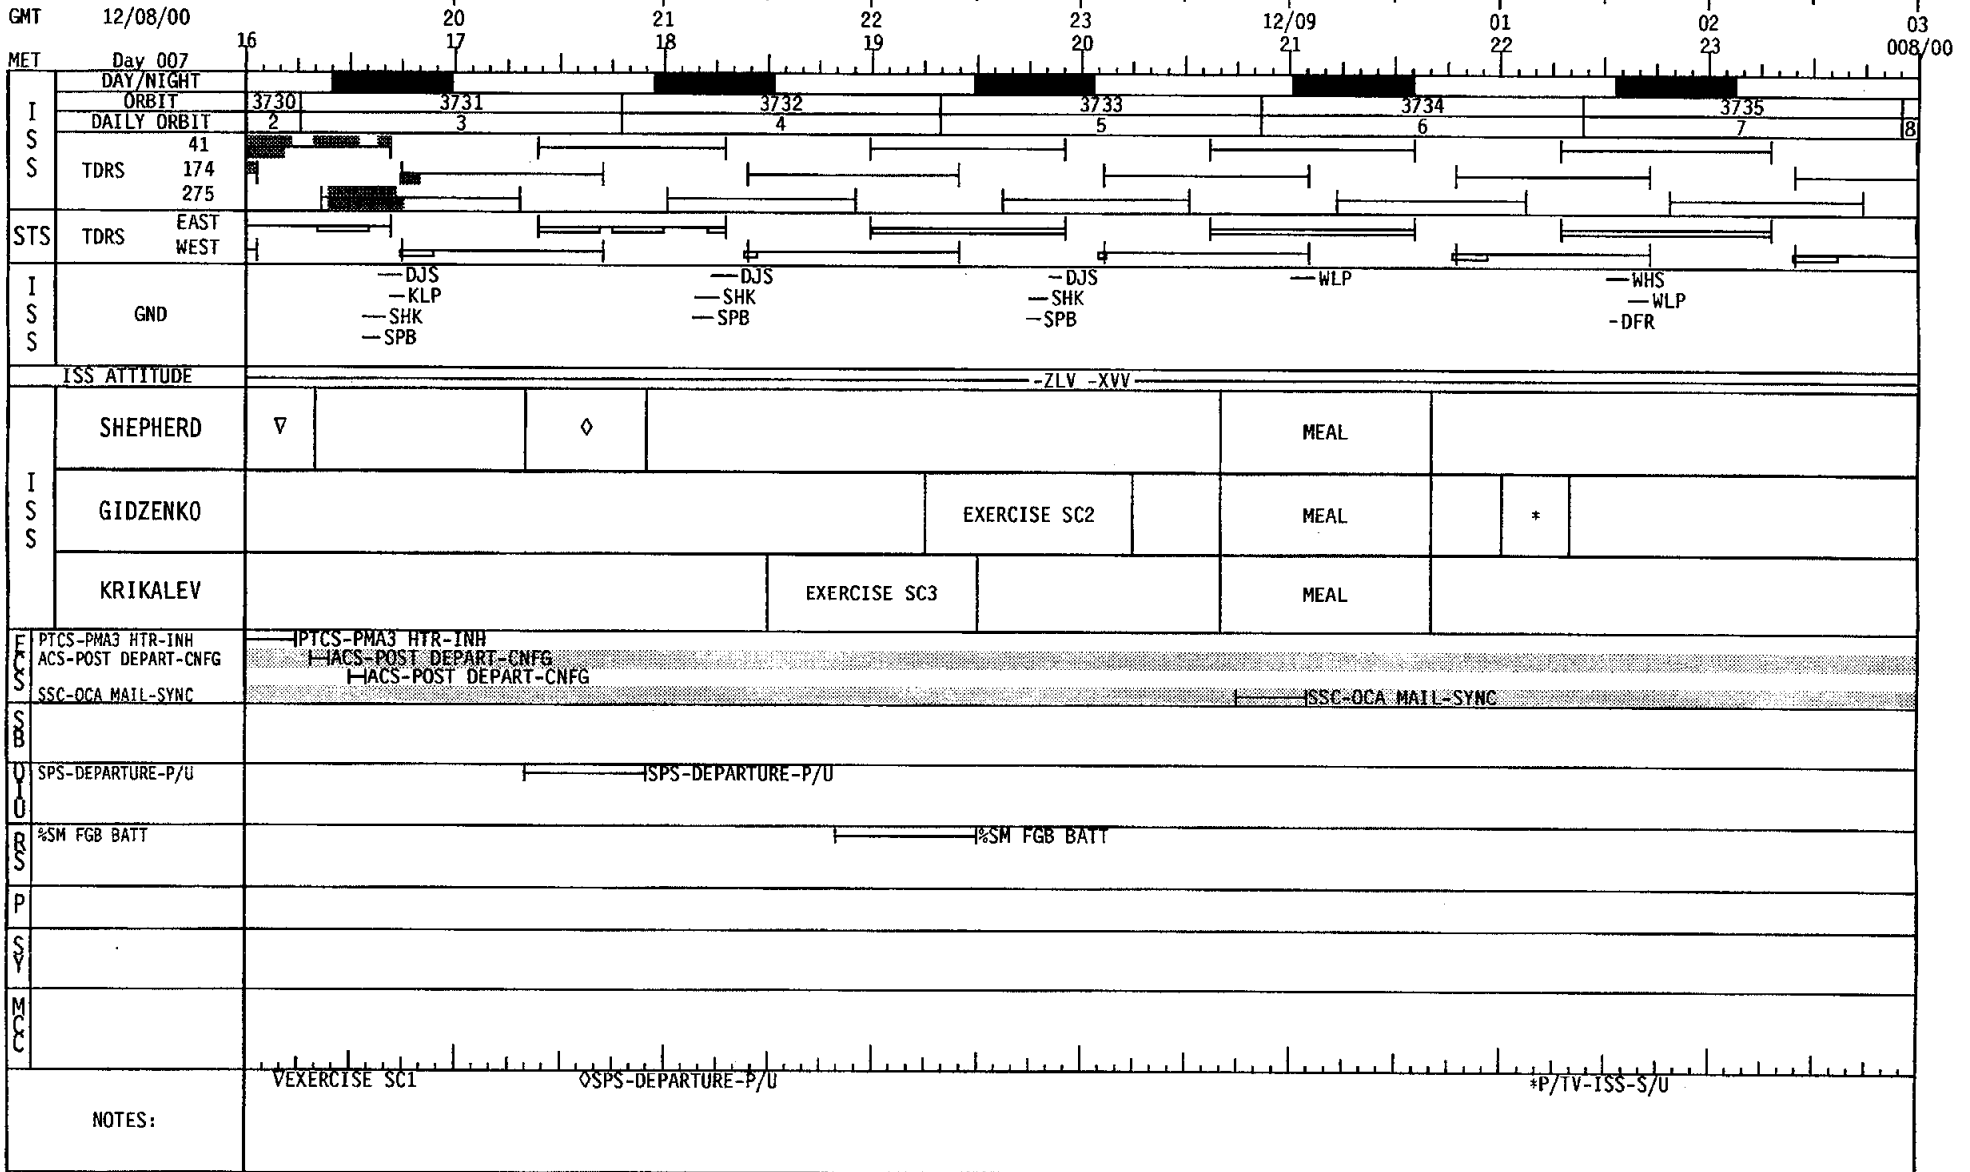 GMT 12/08/00 20 21 22 23 12/09 01 02 03
16 17 18 19 20 21 22 23 008/00
MET Day 007
DAY/NIGHT
ORBIT 3730 3731 3732 3733 3734 3735
DAILY ORBIT 2 3 4 5 6 7 8
ISS
TDRS
41
174
275
STS TDRS
EAST
WEST
ISS
GND
DJS DJS DJS WLP WHS
KLP SHK SHK WLP
SHK SPB SPB DFR
SPB
ISS ATTITUDE -ZLV -XVV
ISS
SHEPHERD ▽ ◊ MEAL
GIDZENKO EXERCISE SC2 MEAL *
KRIKALEV EXERCISE SC3 MEAL
PTCS-PMA3 HTR-INH PTCS-PMA3 HTR-INH
ACS-POST DEPART-CNFG ACS-POST DEPART-CNFG
ACS-POST DEPART-CNFG
SSC-OCA MAIL-SYNC SSC-OCA MAIL-SYNC
SB
SPS-DEPARTURE-P/U SPS-DEPARTURE-P/U
RS
%SM FGB BATT %SM FGB BATT
P
SY
MCC
▽EXERCISE SC1 ◊SPS-DEPARTURE-P/U *P/TV-ISS-S/U
NOTES: